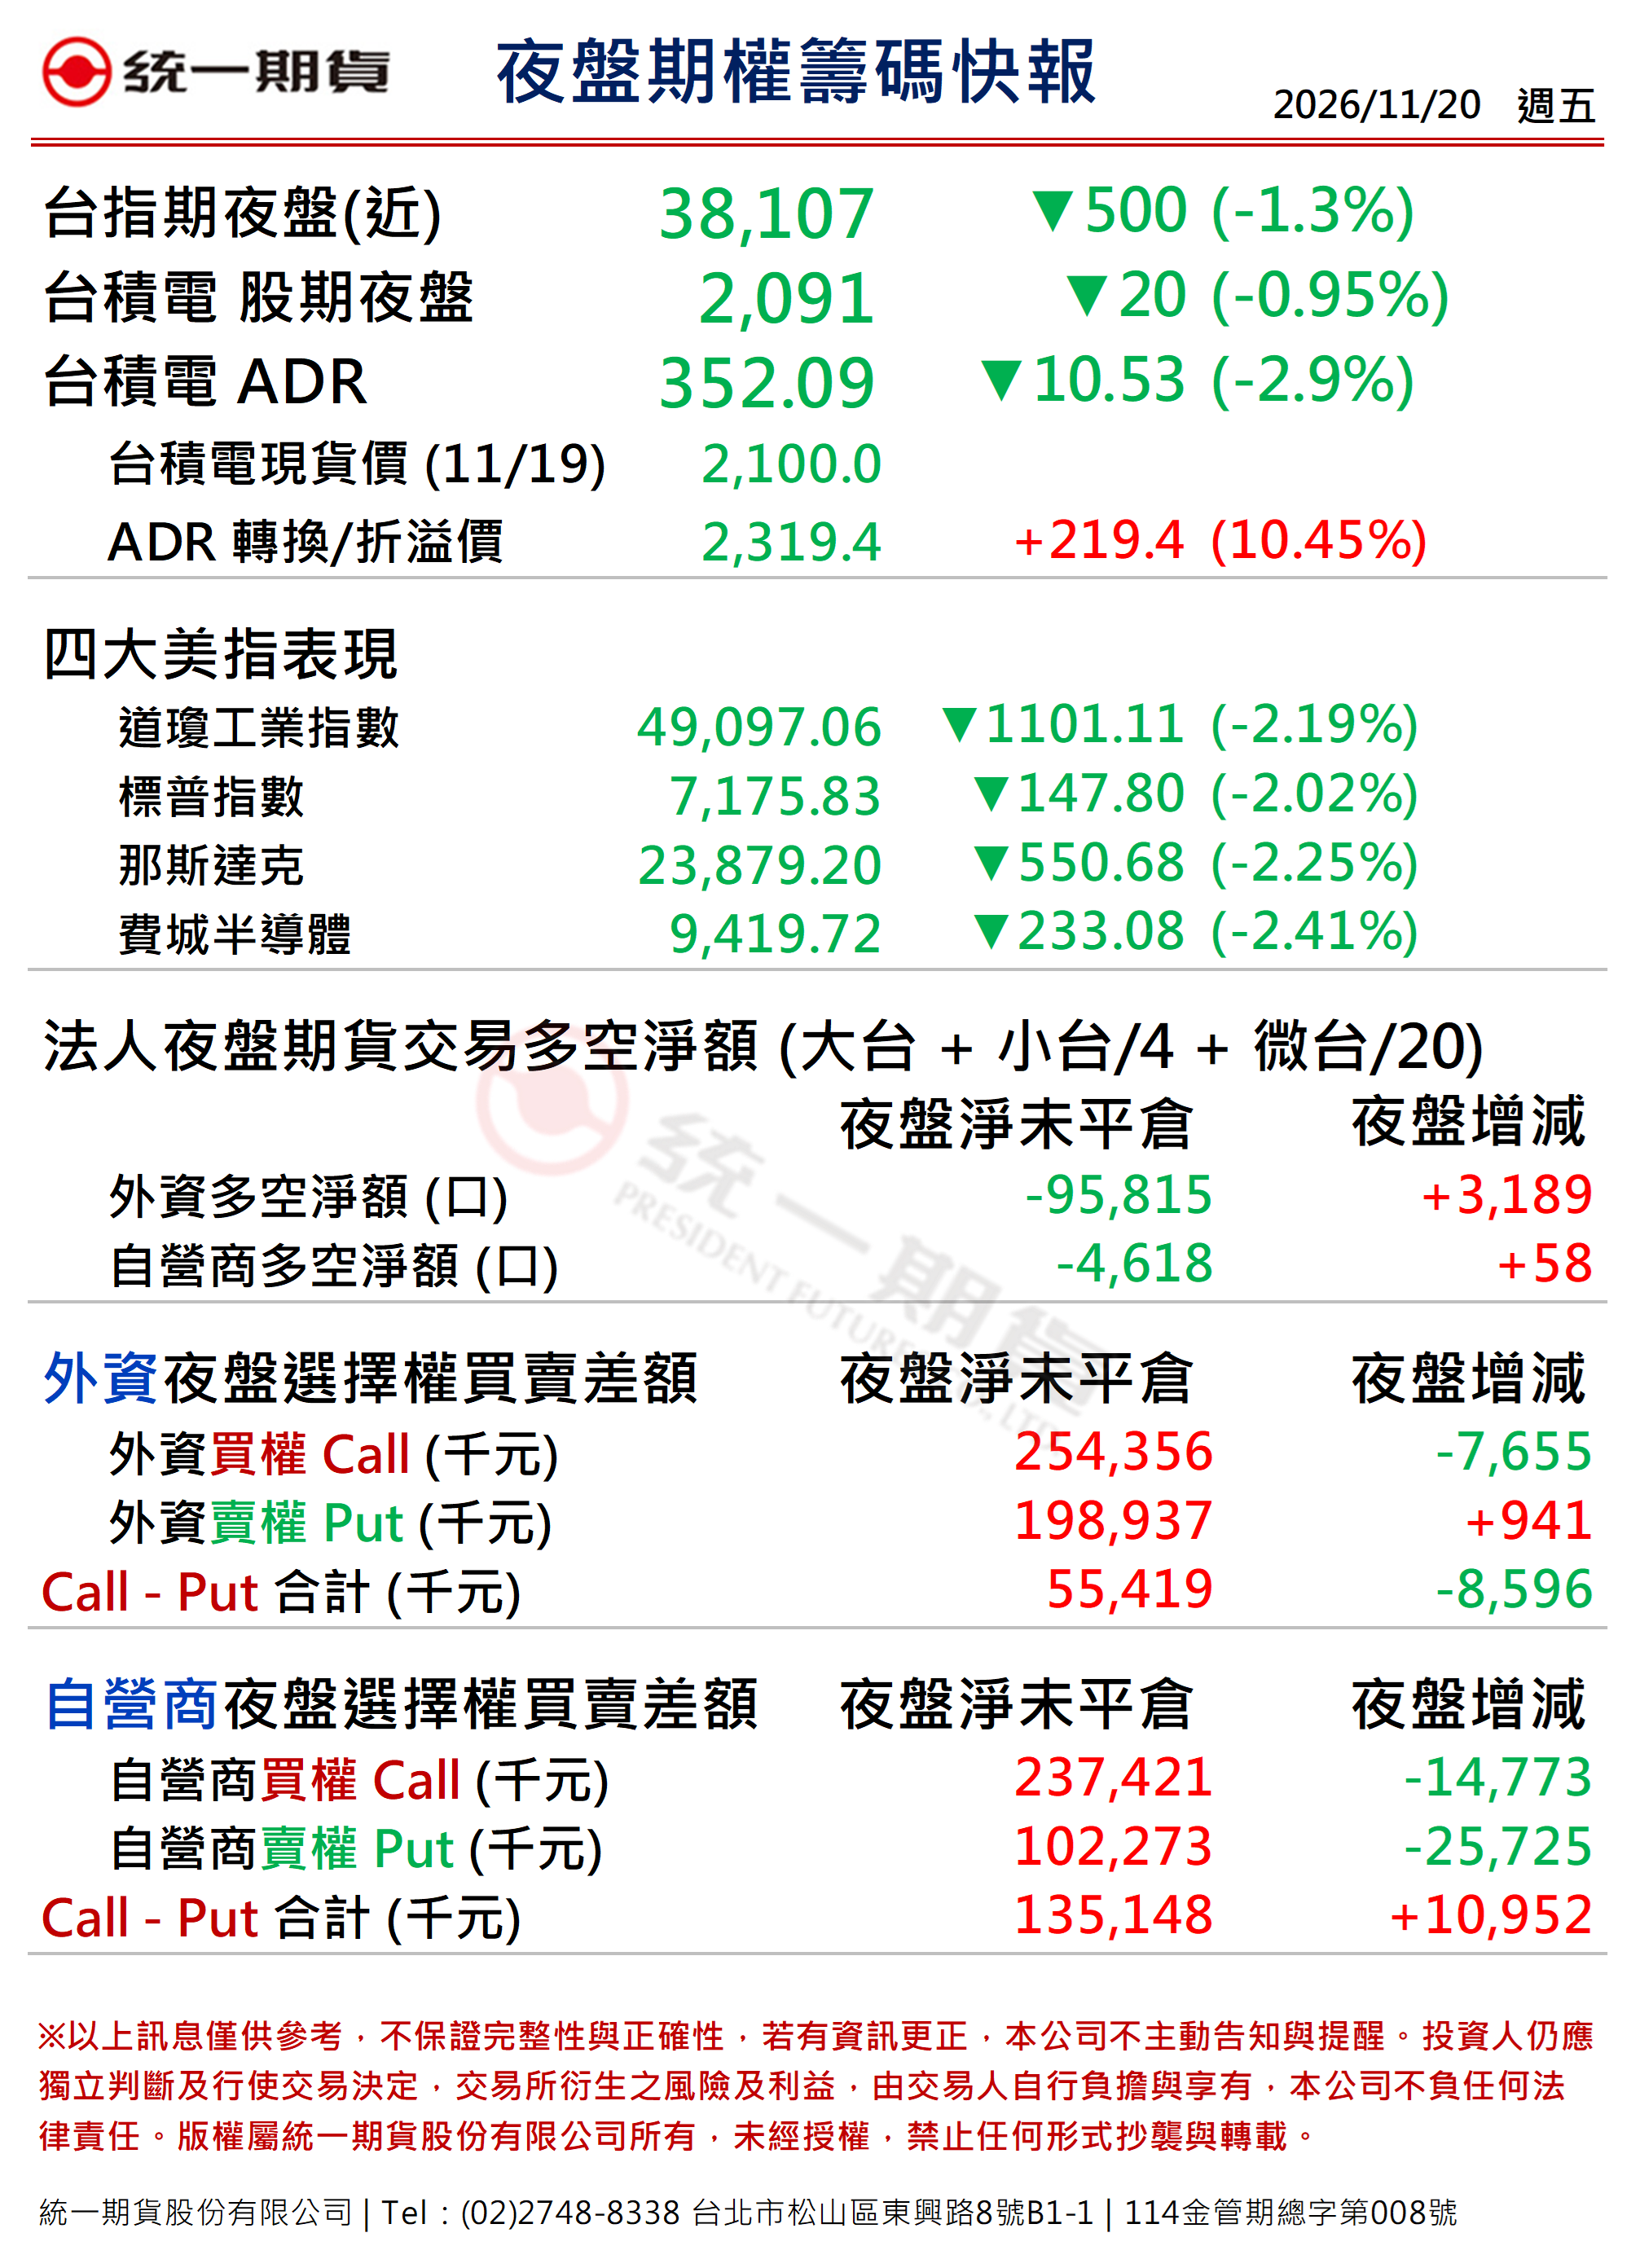 統一期貨
夜盤期權籌碼快報
2026/11/20 週五
台指期夜盤(近) 38,107 ▼500 (-1.3%)
台積電 股期夜盤 2,091 ▼20 (-0.95%)
台積電 ADR 352.09 ▼10.53 (-2.9%)
台積電現貨價 (11/19) 2,100.0
ADR 轉換/折溢價 2,319.4 +219.4 (10.45%)
四大美指表現
道瓊工業指數 49,097.06 ▼1101.11 (-2.19%)
標普指數 7,175.83 ▼147.80 (-2.02%)
那斯達克 23,879.20 ▼550.68 (-2.25%)
費城半導體 9,419.72 ▼233.08 (-2.41%)
法人夜盤期貨交易多空淨額 (大台 + 小台/4 + 微台/20)
夜盤淨未平倉 夜盤增減
外資多空淨額 (口) -95,815 +3,189
自營商多空淨額 (口) -4,618 +58
統一期貨
外資夜盤選擇權買賣差額 夜盤淨未平倉 夜盤增減
外資買權 Call (千元) 254,356 -7,655
外資賣權 Put (千元) 198,937 +941
Call - Put 合計 (千元) 55,419 -8,596
自營商夜盤選擇權買賣差額 夜盤淨未平倉 夜盤增減
自營商買權 Call (千元) 237,421 -14,773
自營商賣權 Put (千元) 102,273 -25,725
Call - Put 合計 (千元) 135,148 +10,952
※以上訊息僅供參考，不保證完整性與正確性，若有資訊更正，本公司不主動告知與提醒。投資人仍應
獨立判斷及行使交易決定，交易所衍生之風險及利益，由交易人自行負擔與享有，本公司不負任何法
律責任。版權屬統一期貨股份有限公司所有，未經授權，禁止任何形式抄襲與轉載。
統一期貨股份有限公司 | Tel：(02)2748-8338 台北市松山區東興路8號B1-1 | 114金管期總字第008號